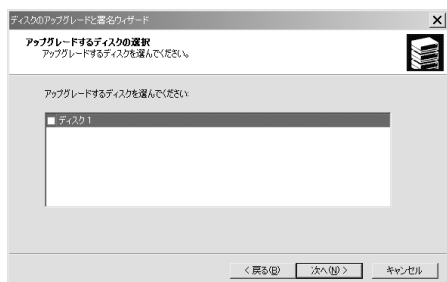 ディスクのアップグレードと署名ウィザード
アップグレードするディスクの選択
アップグレードするディスクを選んでください。
アップグレードするディスクを選んでください:
ディスク 1
< 戻る(B)
次へ(N) >
キャンセル